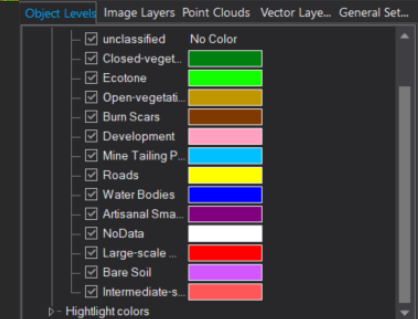 Object Levels Image Layers Point Clouds Vector Laye... General Set...
unclassified No Color
Closed-veget...
Ecotone
Open-vegetati...
Burn Scars
Development
Mine Tailing P...
Roads
Water Bodies
Artisanal Sma...
NoData
Large-scale ...
Bare Soil
Intermediate-s...
Hightlight colors